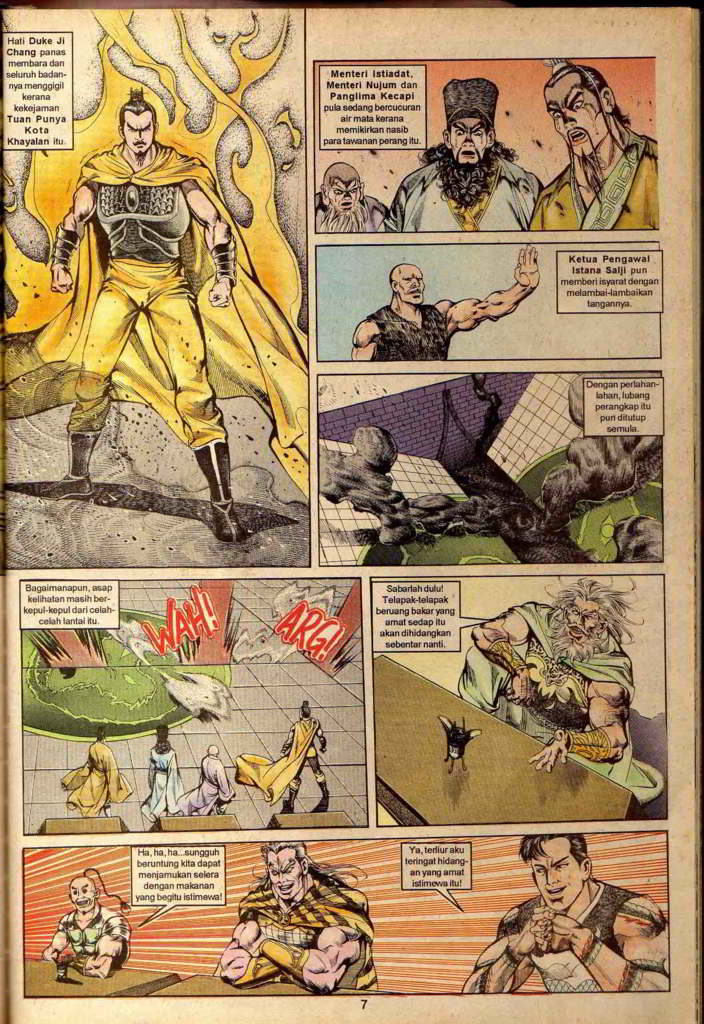 Hati Duke Ji
Chang panas
membara dan
seluruh badan-
nya menggigil
kerana
kekejaman
Tuan Punya
Kota
Khayalan itu.
Menteri Istiadat,
Menteri Nujum dan
Panglima Kecapi
pula sedang bercucuran
air mata kerana
memikirkan nasib
para tawanan perang itu.
Ketua Pengawal
Istana Salji pun
memberi isyarat dengan
melambai-lambaikan
tangannya.
Dengan perlahan-
lahan, lubang
perangkap itu
pun ditutup
semula.
Bagaimanapun, asap
kelihatan masih ber-
kepul-kepul dari celah-
celah lantai itu.
WAH!
ARG!
Sabarlah dulu!
Telapak-telapak
beruang bakar yang
amat sedap itu
akan dihidangkan
sebentar nanti.
Ha, ha, ha...sungguh
beruntung kita dapat
menjamukan selera
dengan makanan
yang begitu istimewa!
Ya, terliur aku
teringat hidang-
an yang amat
istimewa itu!
7